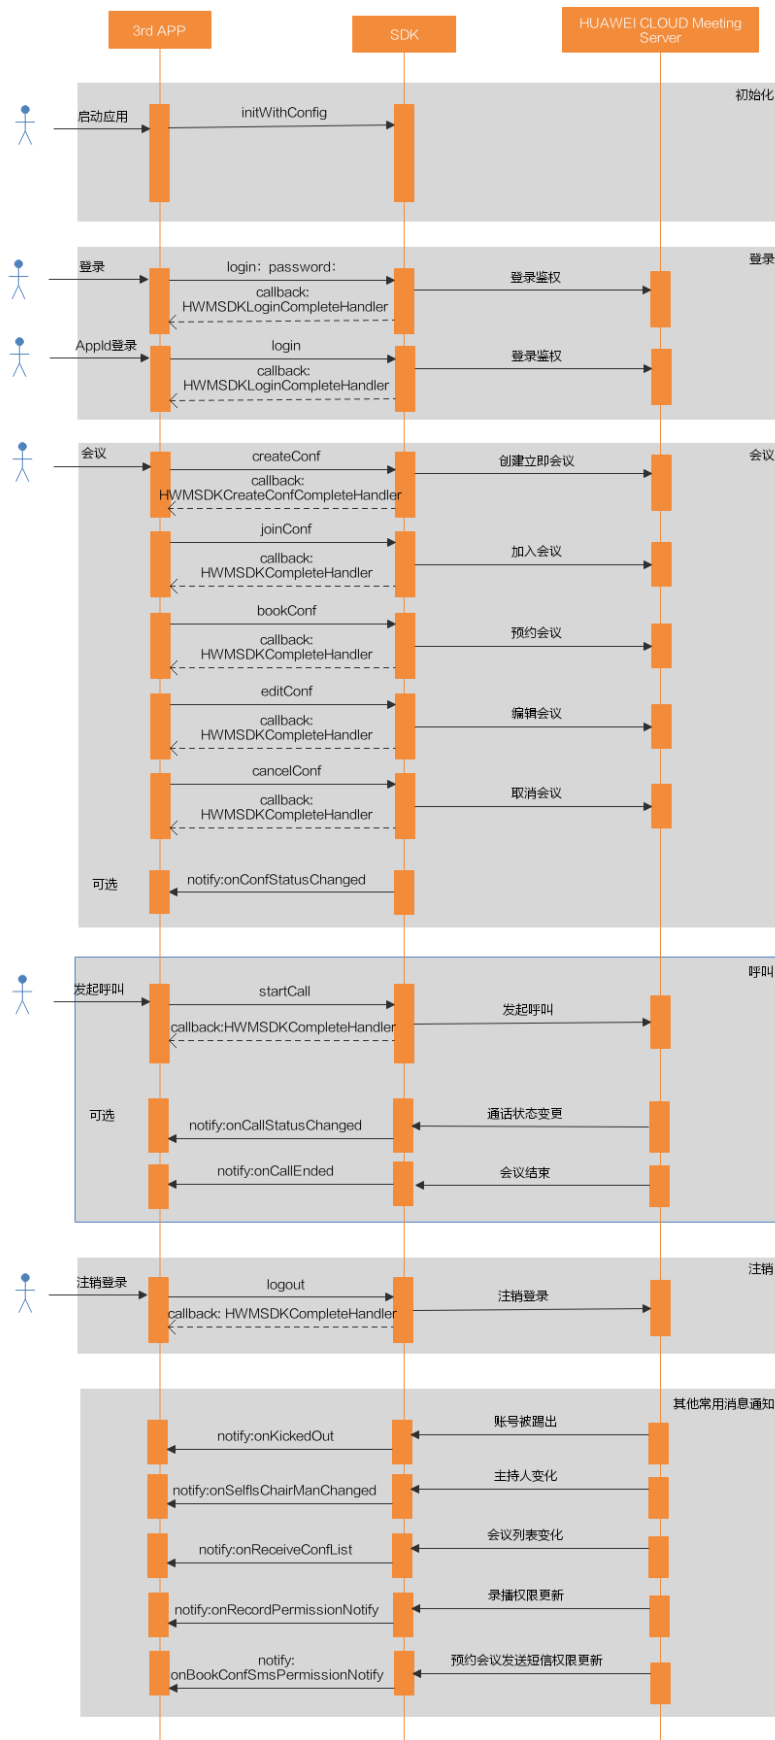 3rd APP
SDK
HUAWEI CLOUD Meeting
Server
初始化
启动应用
initWithConfig
登录
登录
login: password:
登录鉴权
callback:
HWMSDKLoginCompleteHandler
AppId登录
login
登录鉴权
callback:
HWMSDKLoginCompleteHandler
会议
会议
createConf
创建立即会议
callback:
HWMSDKCreateConfCompleteHandler
joinConf
加入会议
callback:
HWMSDKCompleteHandler
bookConf
预约会议
callback:
HWMSDKCompleteHandler
editConf
编辑会议
callback:
HWMSDKCompleteHandler
cancelConf
取消会议
callback:
HWMSDKCompleteHandler
可选
notify:onConfStatusChanged
呼叫
发起呼叫
startCall
发起呼叫
callback:HWMSDKCompleteHandler
可选
通话状态变更
notify:onCallStatusChanged
会议结束
notify:onCallEnded
注销
注销登录
logout
注销登录
callback: HWMSDKCompleteHandler
其他常用消息通知
账号被踢出
notify:onKickedOut
主持人变化
notify:onSelfIsChairManChanged
会议列表变化
notify:onReceiveConfList
录播权限更新
notify:onRecordPermissionNotify
预约会议发送短信权限更新
notify:
onBookConfSmsPermissionNotify